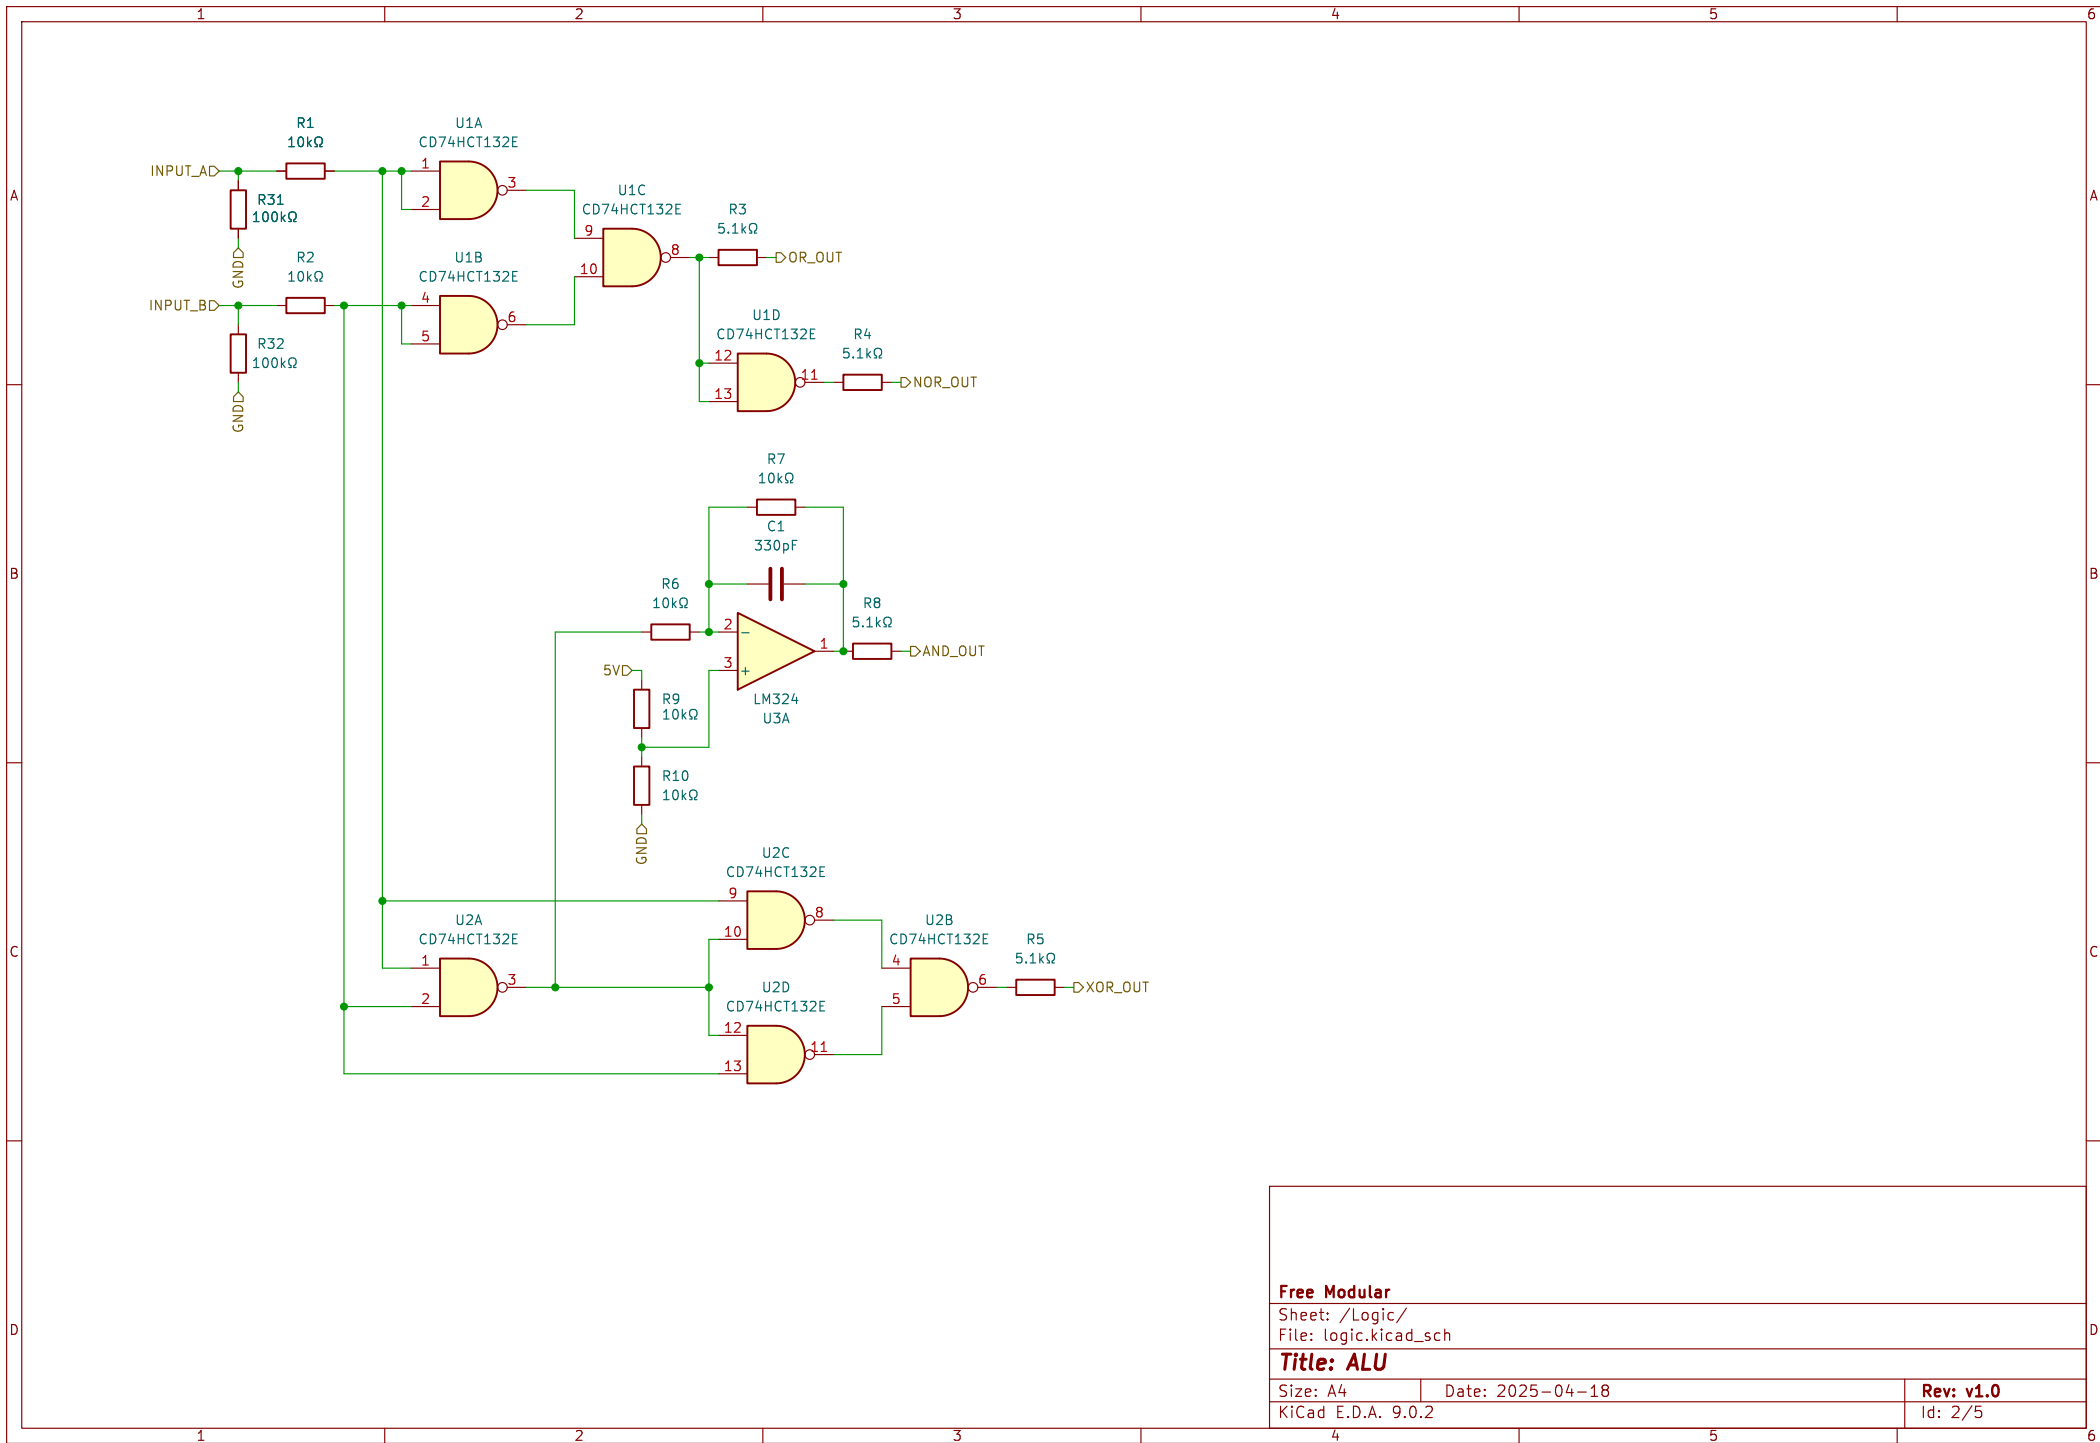 1 2 3 4 5 6
A
A
R1
10kΩ
INPUT_A
R31
100kΩ
GND
R2
10kΩ
INPUT_B
R32
100kΩ
GND
U1A
CD74HCT132E
1
2
3
U1B
CD74HCT132E
4
5
6
U1C
CD74HCT132E
9
10
8
R3
5.1kΩ
OR_OUT
U1D
CD74HCT132E
12
13
11
R4
5.1kΩ
NOR_OUT
B
B
R7
10kΩ
C1
330pF
R6
10kΩ
2
−
3
+
1
LM324
U3A
R8
5.1kΩ
AND_OUT
5V
R9
10kΩ
R10
10kΩ
GND
C
C
U2A
CD74HCT132E
1
2
3
U2C
CD74HCT132E
9
10
8
U2D
CD74HCT132E
12
13
11
U2B
CD74HCT132E
4
5
6
R5
5.1kΩ
XOR_OUT
D
D
Free Modular
Sheet: /Logic/
File: logic.kicad_sch
Title: ALU
Size: A4 Date: 2025-04-18 Rev: v1.0
KiCad E.D.A. 9.0.2 Id: 2/5
1 2 3 4 5 6